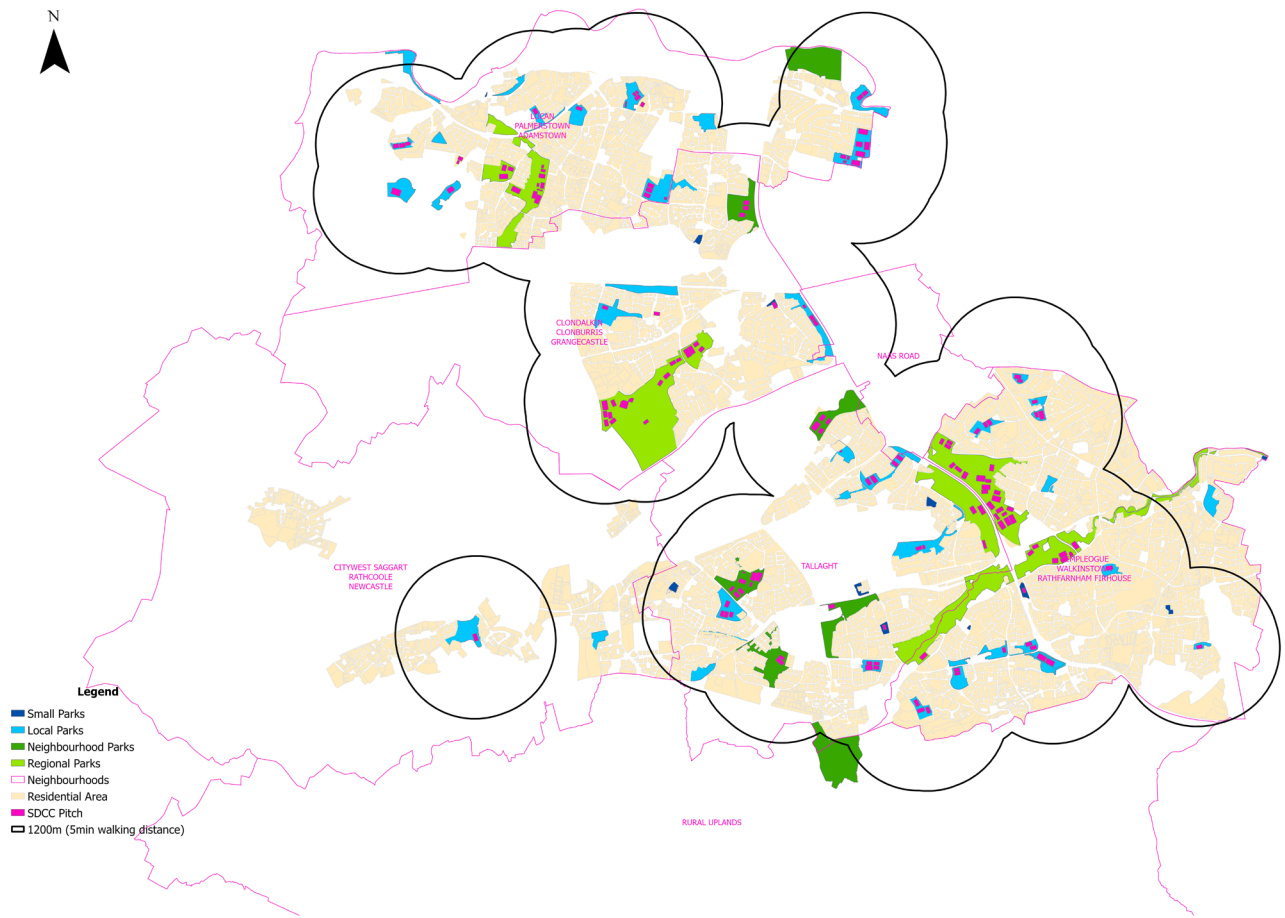 N
LUCAN
PALMERSTOWN
ADAMSTOWN
CLONDALKIN
CLONBURRIS
GRANGECASTLE
NAAS ROAD
CITYWEST SAGGART
RATHCOOLE
NEWCASTLE
TALLAGHT
TEMPLEOGUE
WALKINSTOWN
RATHFARNHAM FIRHOUSE
RURAL UPLANDS
Legend
Small Parks
Local Parks
Neighbourhood Parks
Regional Parks
Neighbourhoods
Residential Area
SDCC Pitch
1200m (5min walking distance)